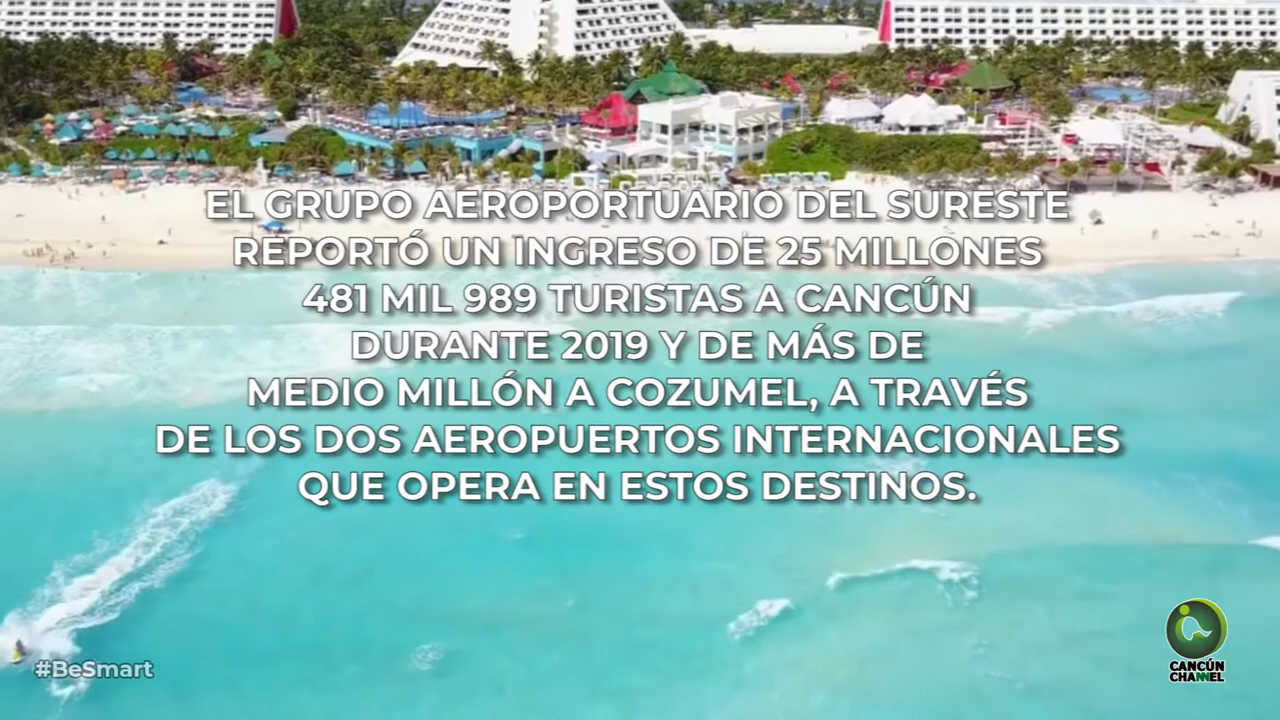 EL GRUPO AEROPORTUARIO DEL SURESTE
REPORTÓ UN INGRESO DE 25 MILLONES
481 MIL 989 TURISTAS A CANCÚN
DURANTE 2019 Y DE MÁS DE
MEDIO MILLÓN A COZUMEL, A TRAVÉS
DE LOS DOS AEROPUERTOS INTERNACIONALES
QUE OPERA EN ESTOS DESTINOS.
#BeSmart
CANCÚN
CHANNEL